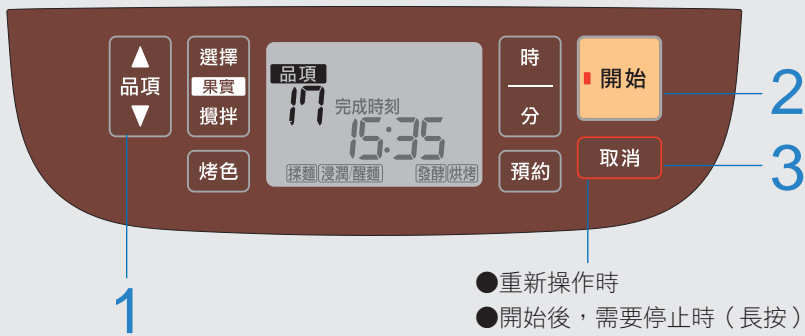 ▲
品項
▼
選擇
果實
攪拌
烤色
品項
17
完成時刻
15:35
揉麵 浸潤/醒麵 發酵 烘烤
時
分
預約
開始
取消
1
2
3
●重新操作時
●開始後，需要停止時（長按）